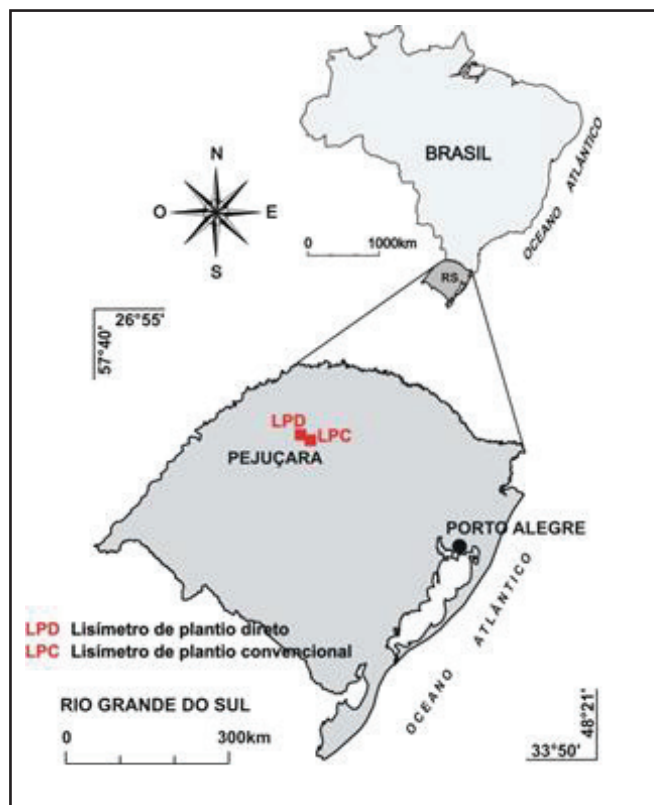 BRASIL
OCEANO ATLÂNTICO
N
O
E
S
0 1000km
RS
26°55'
57°40'
LPD
LPC
PEJUÇARA
PORTO ALEGRE
OCEANO ATLÂNTICO
LPD Lisímetro de plantio direto
LPC Lisímetro de plantio convencional
RIO GRANDE DO SUL
0 300km
48°21'
33°50'